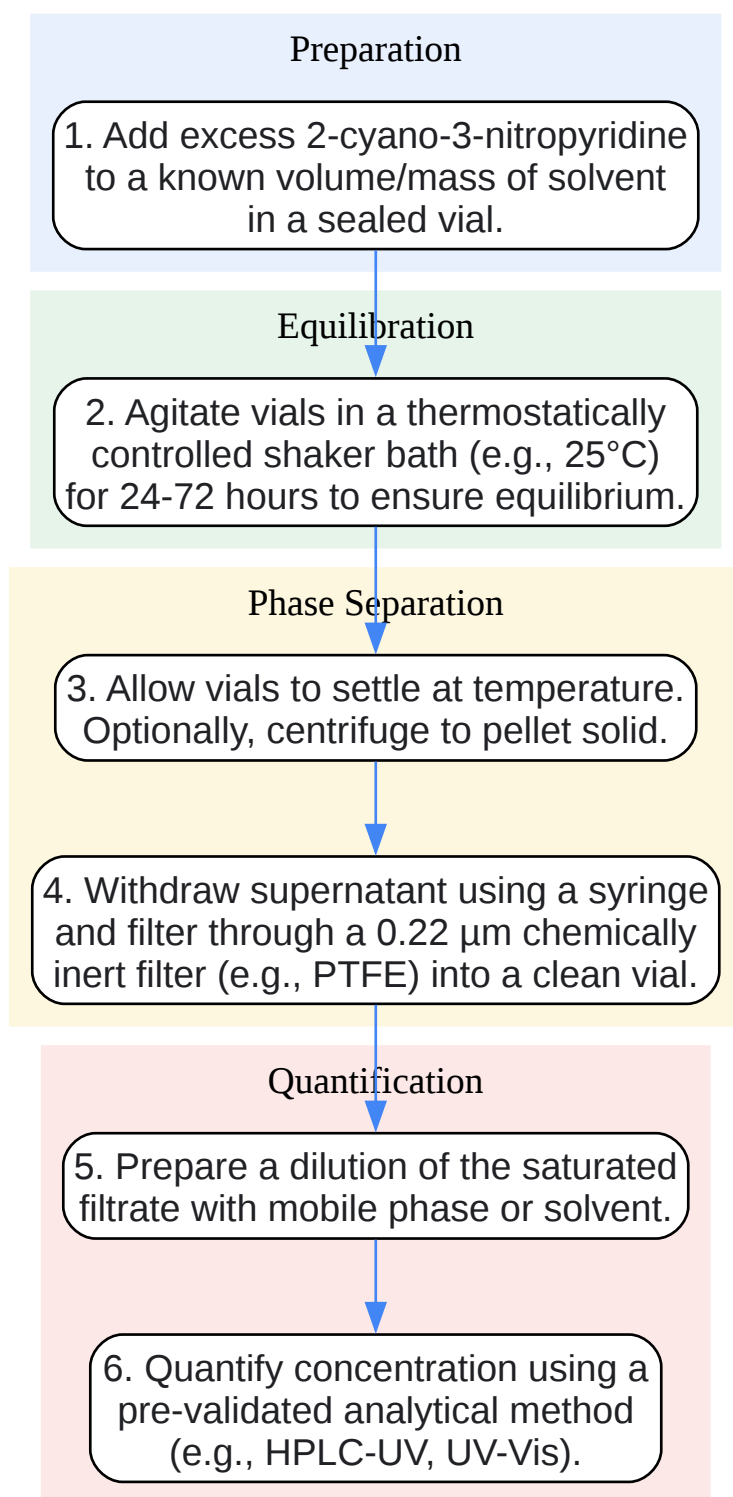 Preparation
1. Add excess 2-cyano-3-nitropyridine
to a known volume/mass of solvent
in a sealed vial.
Equilibration
2. Agitate vials in a thermostatically
controlled shaker bath (e.g., 25°C)
for 24-72 hours to ensure equilibrium.
Phase Separation
3. Allow vials to settle at temperature.
Optionally, centrifuge to pellet solid.
4. Withdraw supernatant using a syringe
and filter through a 0.22 µm chemically
inert filter (e.g., PTFE) into a clean vial.
Quantification
5. Prepare a dilution of the saturated
filtrate with mobile phase or solvent.
6. Quantify concentration using a
pre-validated analytical method
(e.g., HPLC-UV, UV-Vis).